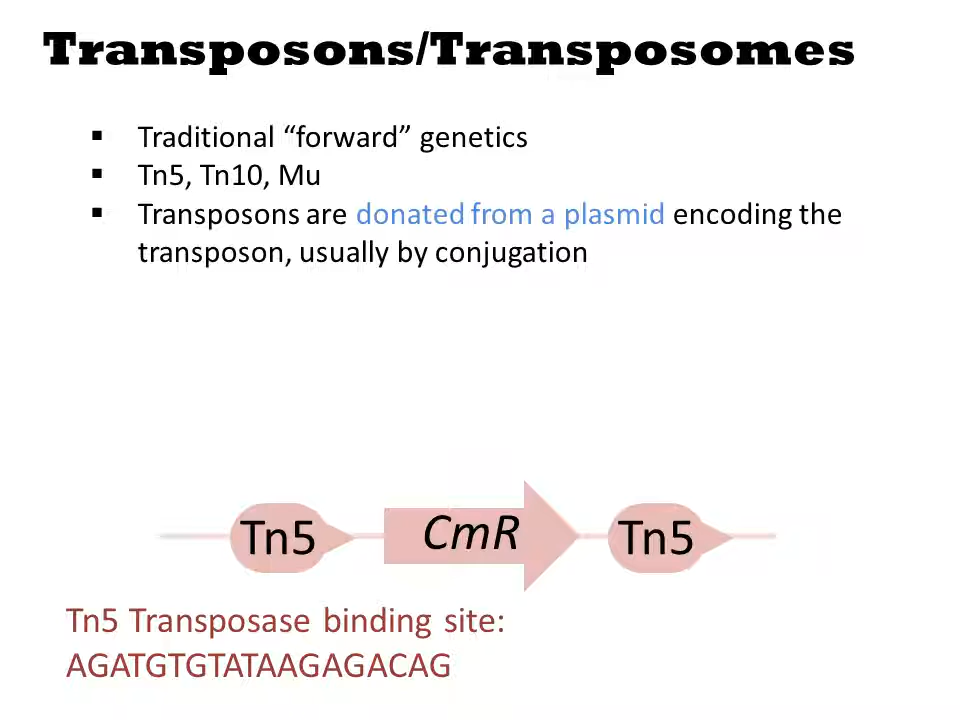 Transposons/Transposomes
▪ Traditional “forward” genetics
▪ Tn5, Tn10, Mu
▪ Transposons are donated from a plasmid encoding the
transposon, usually by conjugation
Tn5 CmR Tn5
Tn5 Transposase binding site:
AGATGTGTATAAGAGACAG